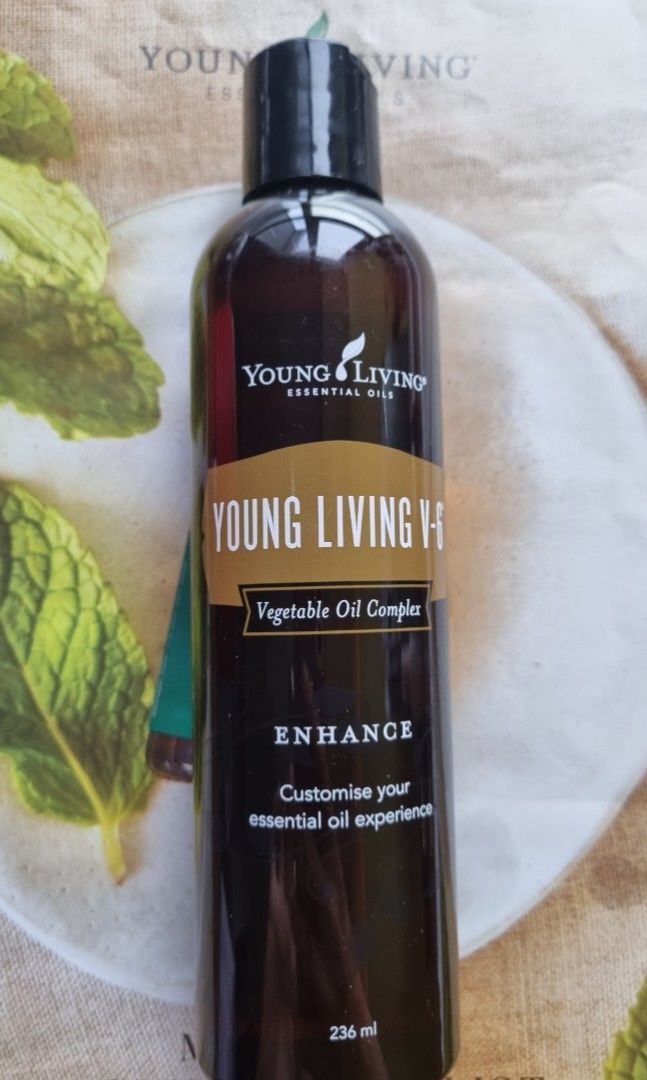 YOUNG LIVING
YOUNG LIVING®
ESSENTIAL OILS
YOUNG LIVING V-6
Vegetable Oil Complex
ENHANCE
Customise your
essential oil experience
236 ml